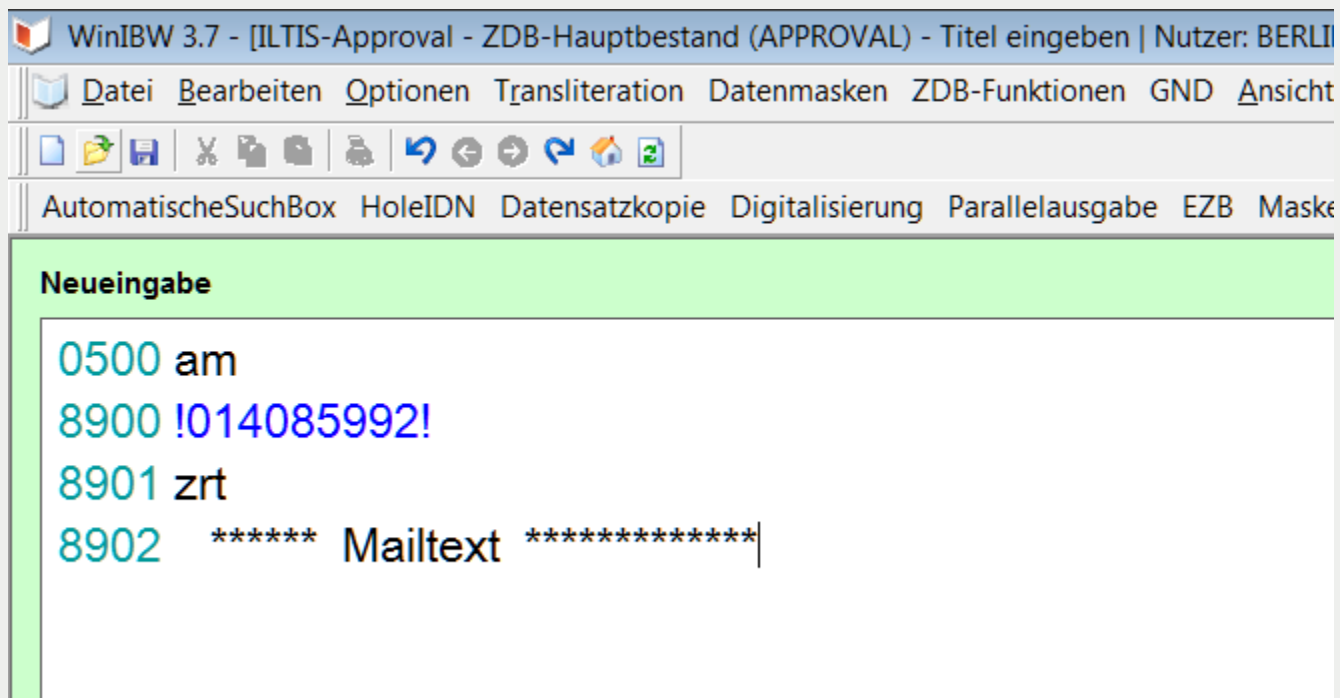 WinIBW 3.7 - [ILTIS-Approval - ZDB-Hauptbestand (APPROVAL) - Titel eingeben | Nutzer: BERLI
Datei Bearbeiten Optionen Transliteration Datenmasken ZDB-Funktionen GND Ansicht
AutomatischeSuchBox HoleIDN Datensatzkopie Digitalisierung Parallelausgabe EZB Maske
Neueingabe
0500 am
8900 !014085992!
8901 zrt
8902 ****** Mailtext *************